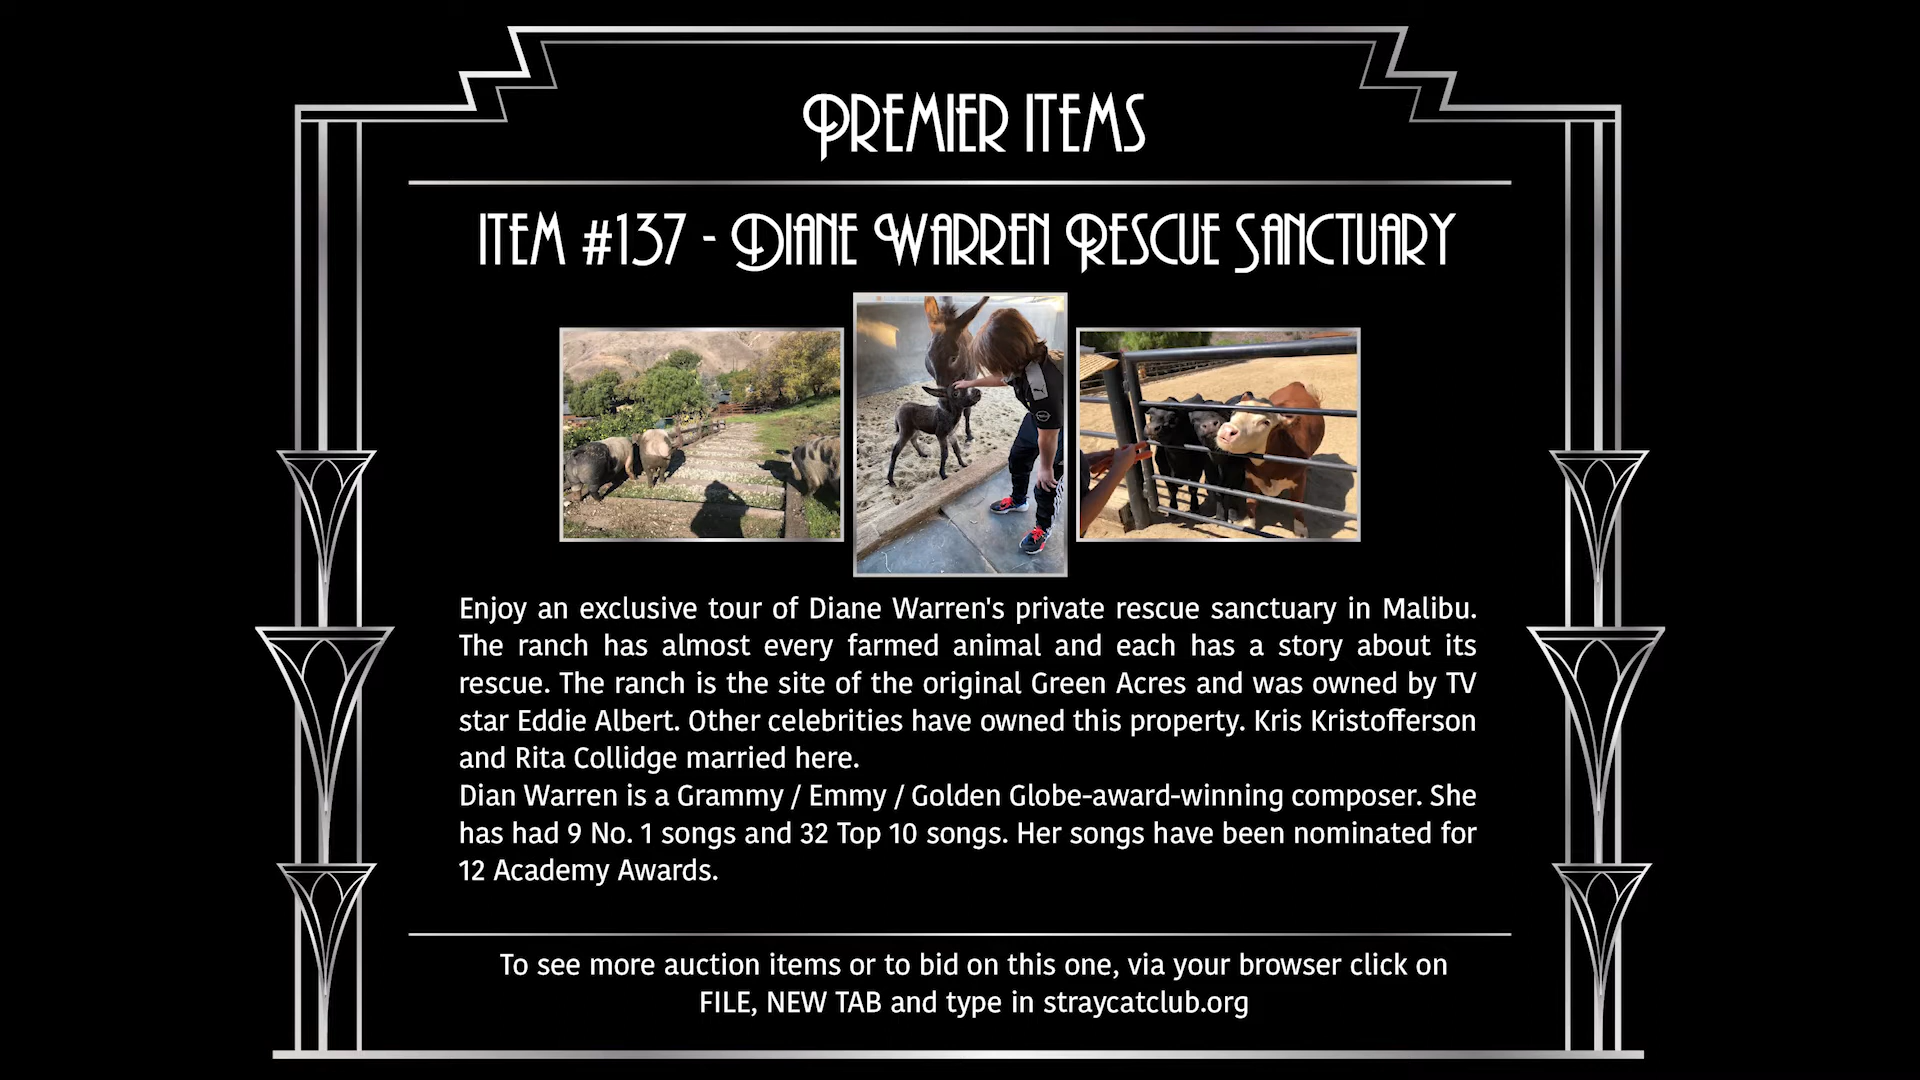 PREMIER ITEMS
ITEM #137 - DIANE WARREN RESCUE SANCTUARY
Enjoy an exclusive tour of Diane Warren's private rescue sanctuary in Malibu.
The ranch has almost every farmed animal and each has a story about its
rescue. The ranch is the site of the original Green Acres and was owned by TV
star Eddie Albert. Other celebrities have owned this property. Kris Kristofferson
and Rita Collidge married here.
Dian Warren is a Grammy / Emmy / Golden Globe-award-winning composer. She
has had 9 No. 1 songs and 32 Top 10 songs. Her songs have been nominated for
12 Academy Awards.
To see more auction items or to bid on this one, via your browser click on
FILE, NEW TAB and type in straycatclub.org